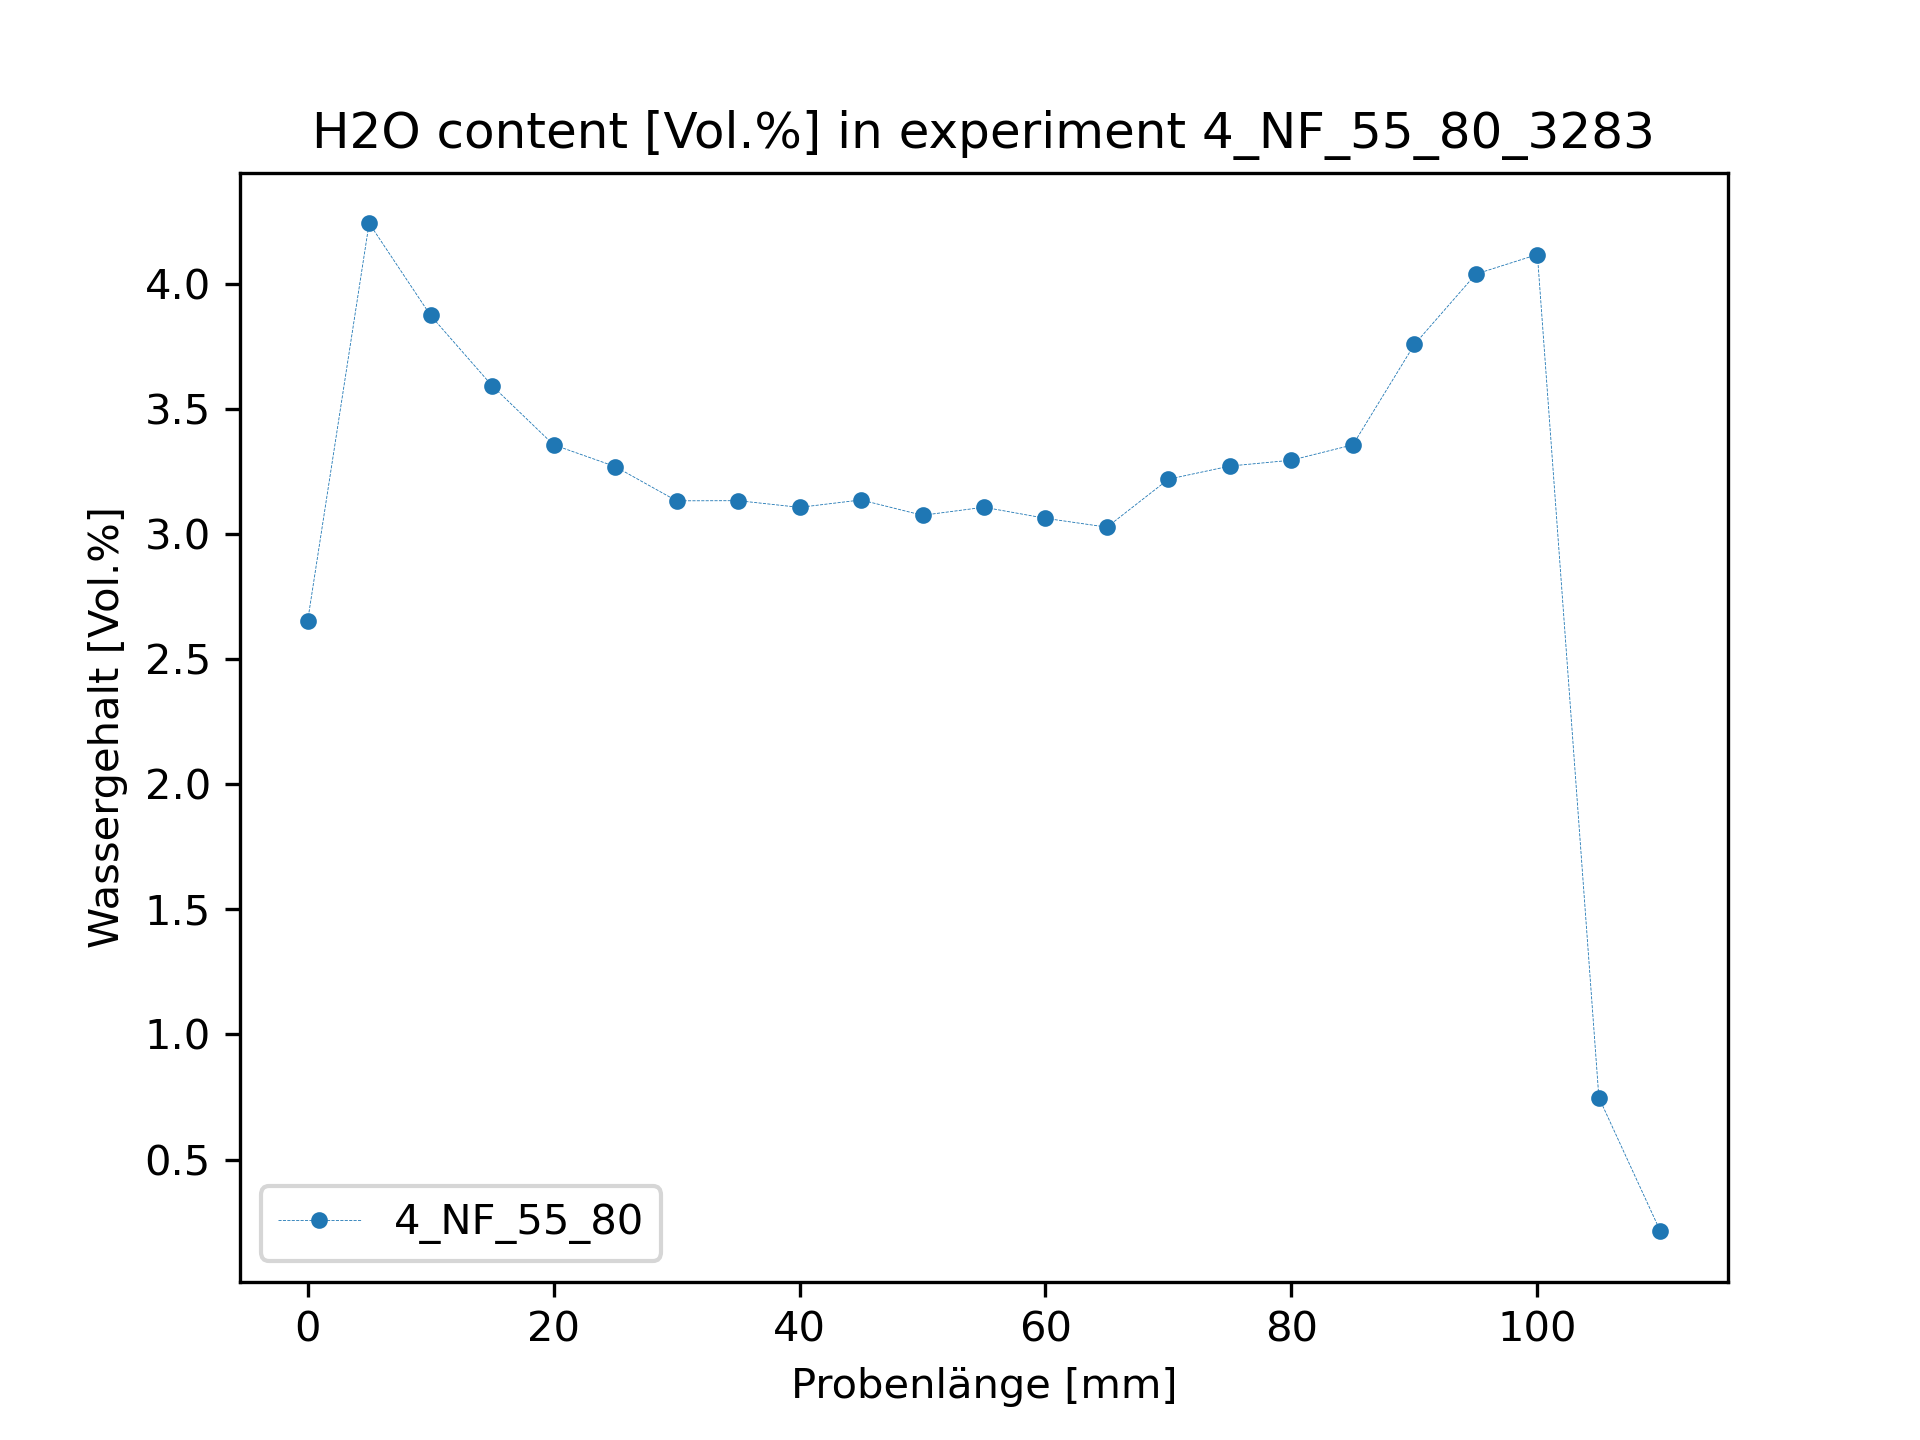 H2O content [Vol.%] in experiment 4_NF_55_80_3283
Wassergehalt [Vol.%]
4.0
3.5
3.0
2.5
2.0
1.5
1.0
0.5
4_NF_55_80
0 20 40 60 80 100
Probenlänge [mm]